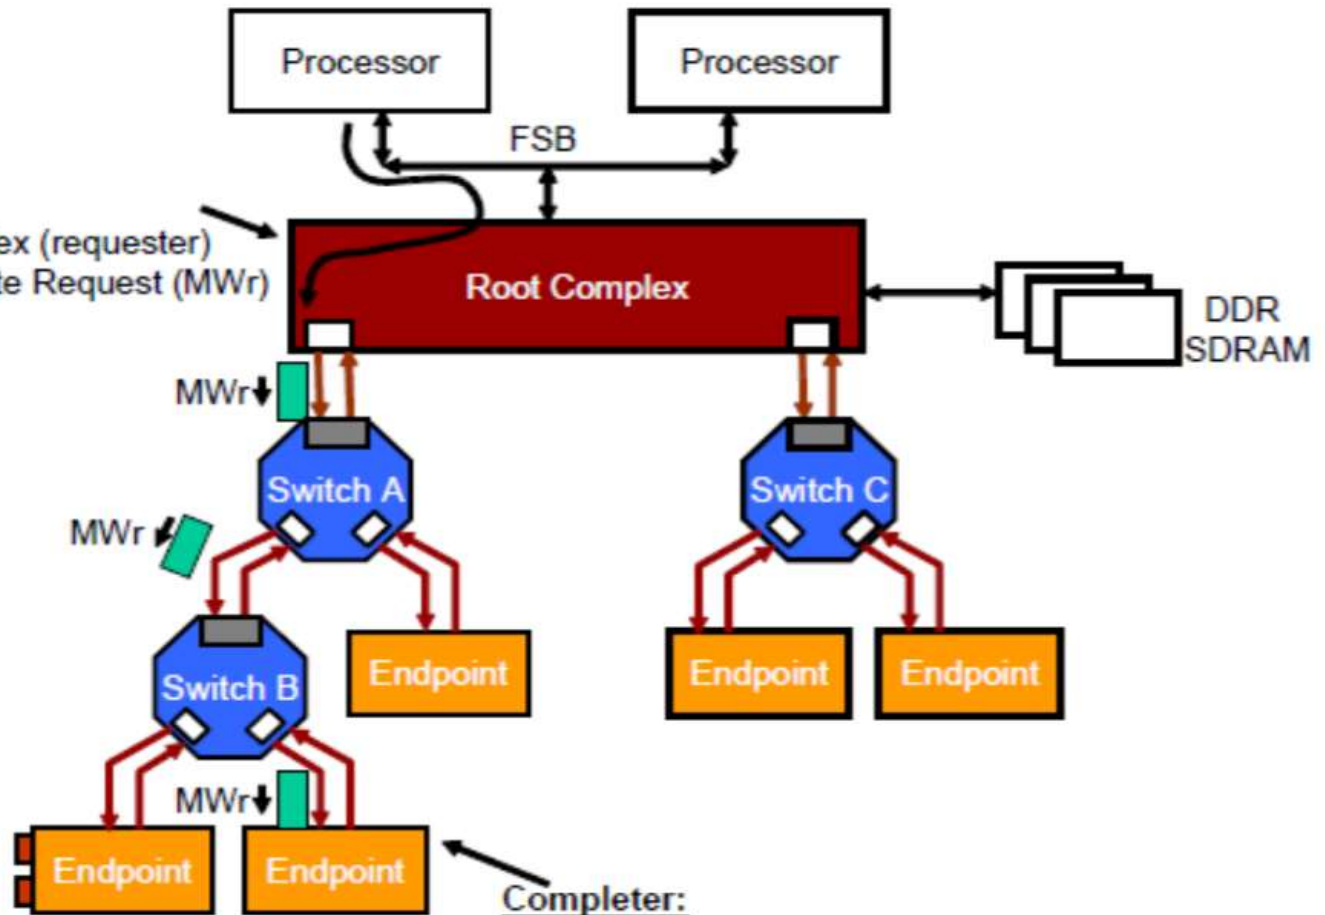 Processor
Processor
FSB
ex (requester)
te Request (MWr)
Root Complex
DDR
SDRAM
MWr
Switch A
Switch C
MWr
Endpoint
Endpoint
Endpoint
Switch B
MWr
Endpoint
Endpoint
Completer: